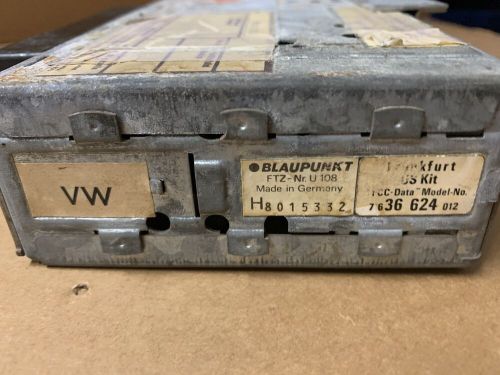 VW
BLAUPUNKT
FTZ-Nr. U 108
Made in Germany
H8015332
Frankfurt
US Kit
FCC-Data Model-No.
7 636 624 012